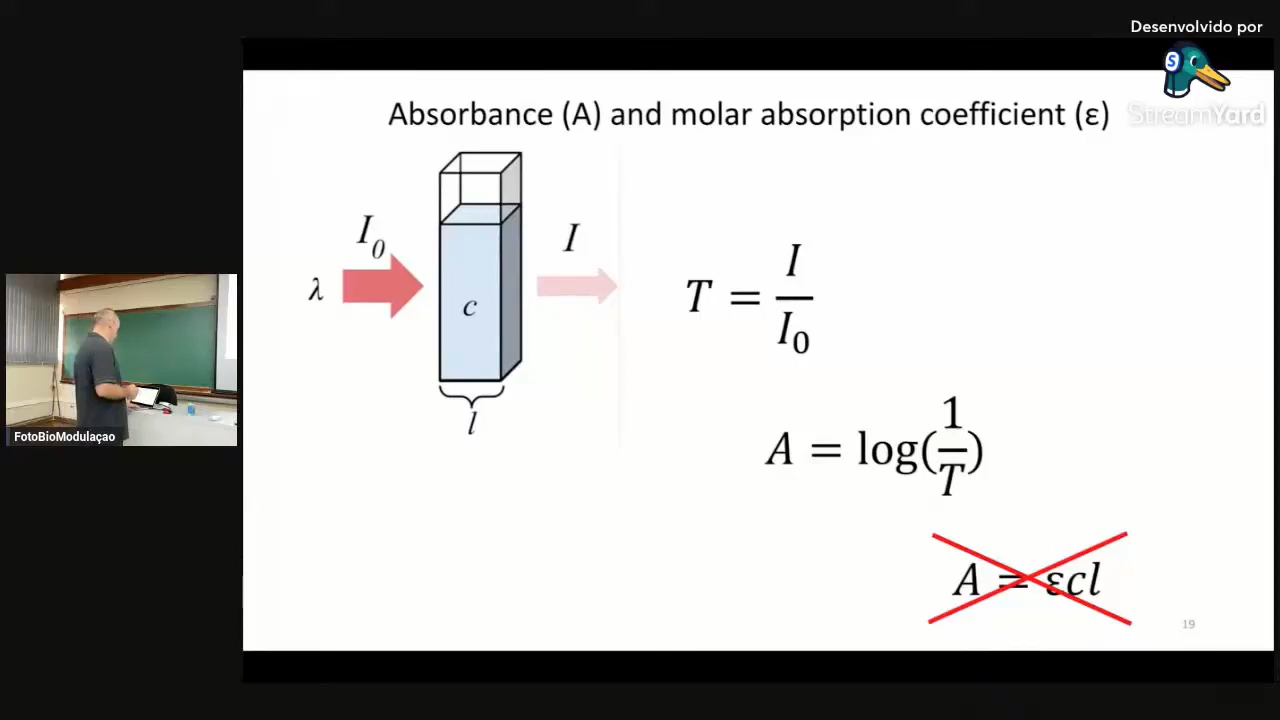 Desenvolvido por
StreamYard
Absorbance (A) and molar absorption coefficient (ε)
I₀
I
λ
c
l
T = I/I₀
A = log(1/T)
A = εcl
19
FotoBioModulaçao